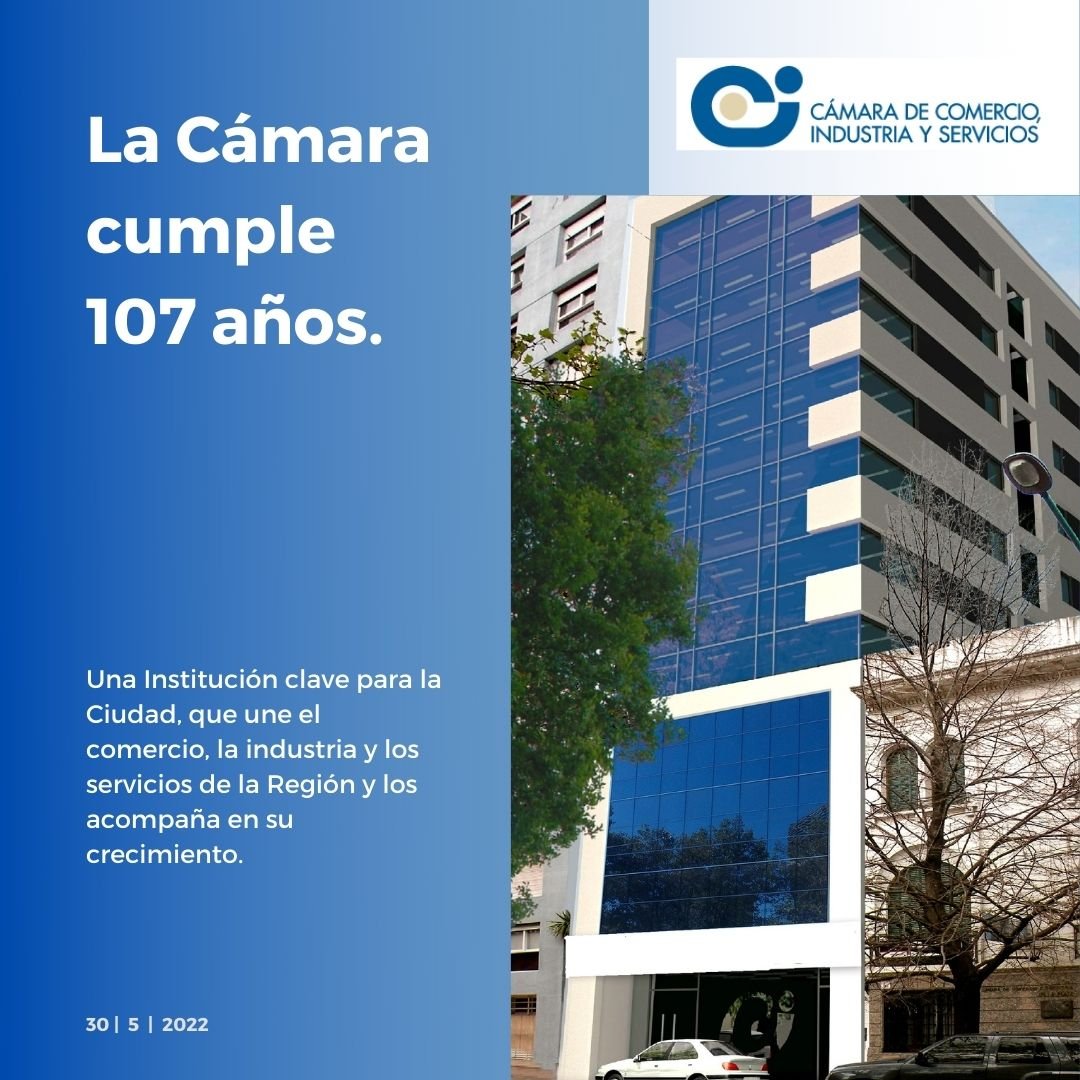 CÁMARA DE COMERCIO,
INDUSTRIA Y SERVICIOS
La Cámara
cumple
107 años.
Una Institución clave para la
Ciudad, que une el
comercio, la industria y los
servicios de la Región y los
acompaña en su
crecimiento.
30 | 5 | 2022